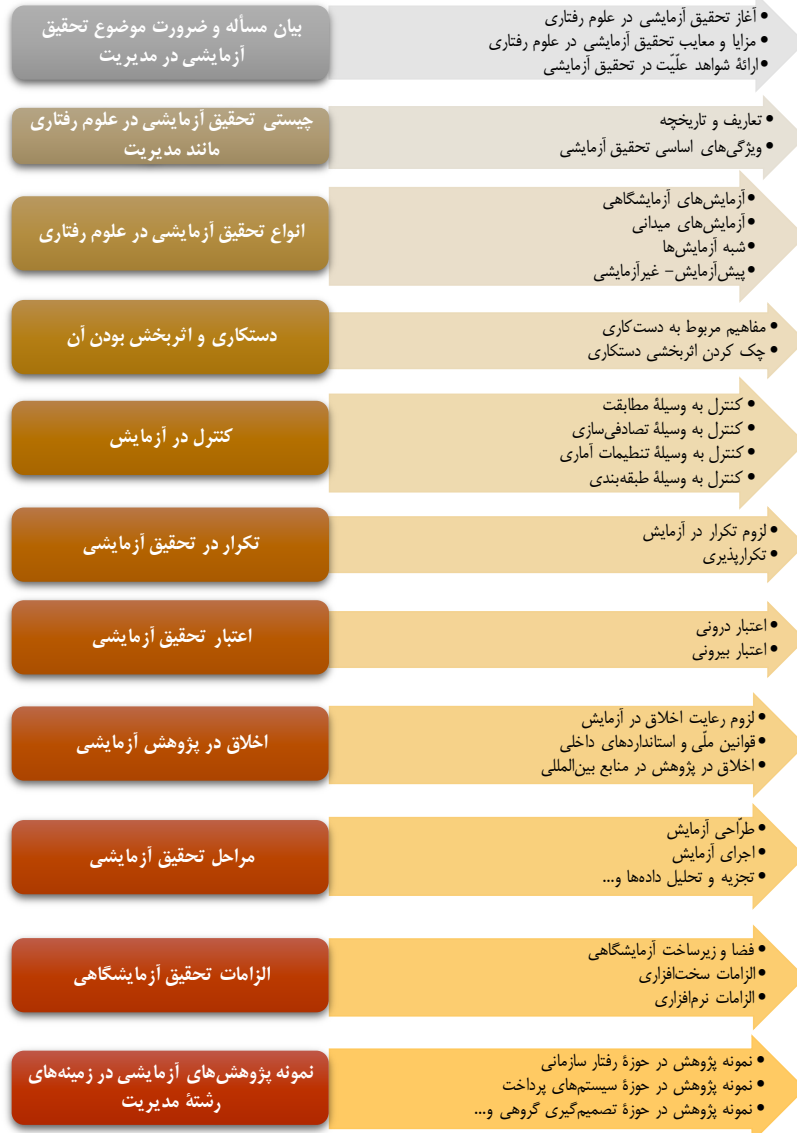 بیان مسأله و ضرورت موضوع تحقیق
آزمایشی در مدیریت
• آغاز تحقیق آزمایشی در علوم رفتاری
• مزایا و معایب تحقیق آزمایشی در علوم رفتاری
• ارائهٔ شواهد علّیّت در تحقیق آزمایشی
چیستی تحقیق آزمایشی در علوم رفتاری
مانند مدیریت
• تعاریف و تاریخچه
• ویژگی‌های اساسی تحقیق آزمایشی
انواع تحقیق آزمایشی در علوم رفتاری
• آزمایش‌های آزمایشگاهی
• آزمایش‌های میدانی
• شبه آزمایش‌ها
• پیش‌آزمایش- غیرآزمایشی
دستکاری و اثربخش بودن آن
• مفاهیم مربوط به دست‌کاری
• چک کردن اثربخشی دستکاری
کنترل در آزمایش
• کنترل به وسیلهٔ مطابقت
• کنترل به وسیلهٔ تصادفی‌سازی
• کنترل به وسیلهٔ تنطیمات آماری
• کنترل به وسیلهٔ طبقه‌بندی
تکرار در تحقیق آزمایشی
• لزوم تکرار در آزمایش
• تکرارپذیری
اعتبار تحقیق آزمایشی
• اعتبار درونی
• اعتبار بیرونی
اخلاق در پژوهش آزمایشی
• لزوم رعایت اخلاق در آزمایش
• قوانین ملّی و استانداردهای داخلی
• اخلاق در پژوهش در منابع بین‌المللی
مراحل تحقیق آزمایشی
• طرّاحی آزمایش
• اجرای آزمایش
• تجزیه و تحلیل داده‌ها و...
الزامات تحقیق آزمایشگاهی
• فضا و زیرساخت آزمایشگاهی
• الزامات سخت‌افزاری
• الزامات نرم‌افزاری
نمونه پژوهش‌های آزمایشی در زمینه‌های
رشتهٔ مدیریت
• نمونه پژوهش در حوزهٔ رفتار سازمانی
• نمونه پژوهش در حوزهٔ سیستم‌های پرداخت
• نمونه پژوهش در حوزهٔ تصمیم‌گیری گروهی و...